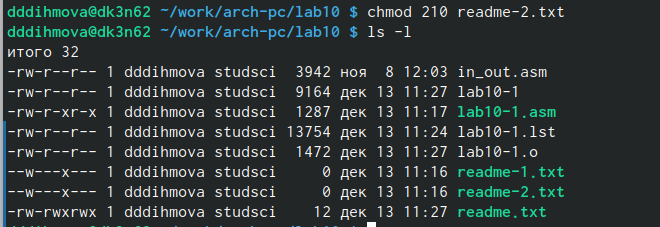 dddihmova@dk3n62 ~/work/arch-pc/lab10 $ chmod 210 readme-2.txt
dddihmova@dk3n62 ~/work/arch-pc/lab10 $ ls -l
итого 32
-rw-r--r-- 1 dddihmova studsci  3942 ноя  8 12:03 in_out.asm
-rw-r--r-- 1 dddihmova studsci  9164 дек 13 11:27 lab10-1
-rw-r-xr-x 1 dddihmova studsci  1287 дек 13 11:17 lab10-1.asm
-rw-r--r-- 1 dddihmova studsci 13754 дек 13 11:24 lab10-1.lst
-rw-r--r-- 1 dddihmova studsci  1472 дек 13 11:27 lab10-1.o
--w---x--- 1 dddihmova studsci     0 дек 13 11:16 readme-1.txt
--w---x--- 1 dddihmova studsci     0 дек 13 11:16 readme-2.txt
-rw-rwxrwx 1 dddihmova studsci    12 дек 13 11:27 readme.txt